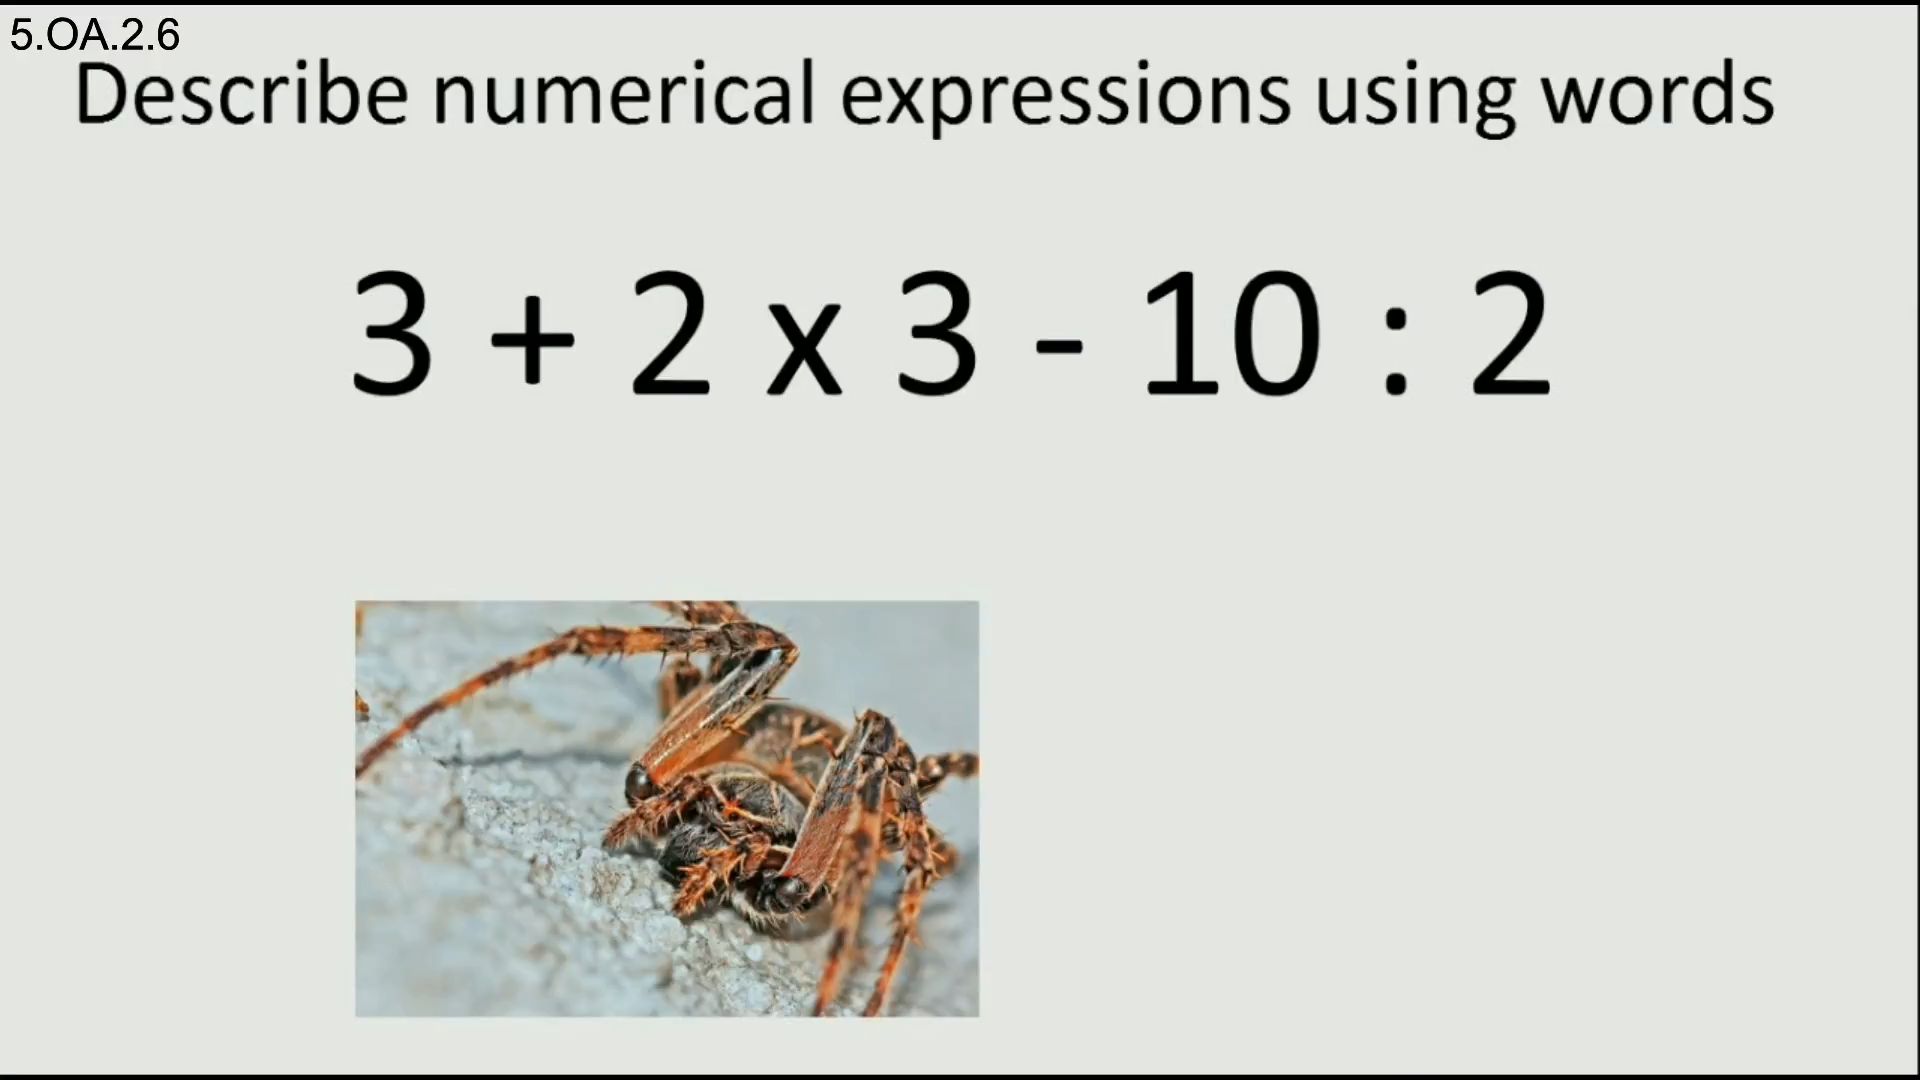 5.OA.2.6
Describe numerical expressions using words
3 + 2 x 3 - 10 : 2